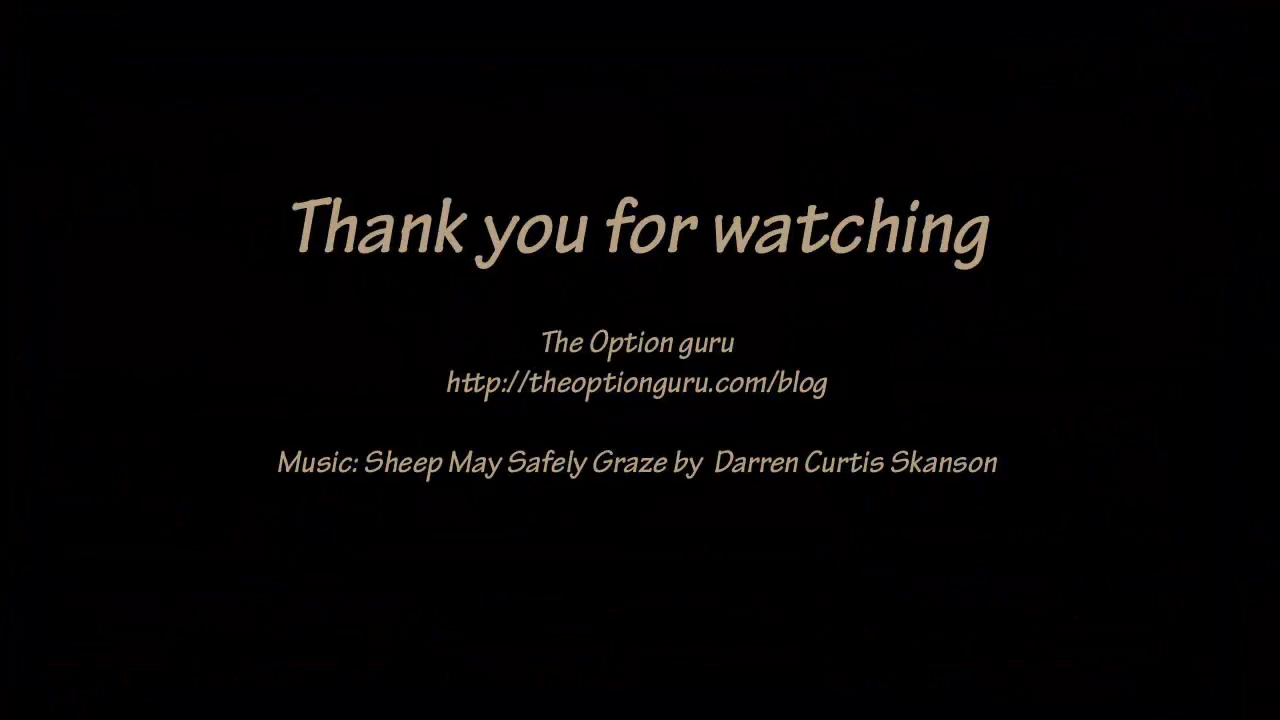 Thank you for watching
The Option guru
http://theoptionguru.com/blog
Music: Sheep May Safely Graze by  Darren Curtis Skanson